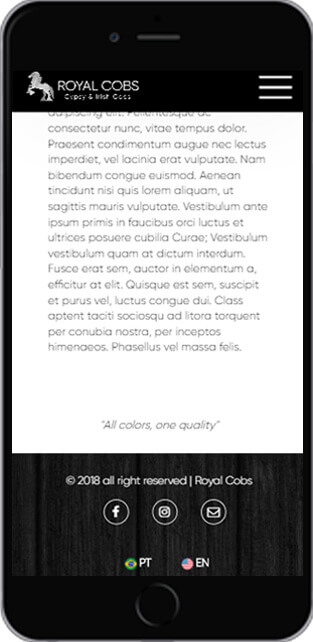 ROYAL COBS
Gypsy & Irish Cobs
adipiscing elit. Pellentesque ac
consectetur nunc, vitae tempus dolor.
Praesent condimentum augue nec lectus
imperdiet, vel lacinia erat vulputate. Nam
bibendum congue euismod. Aenean
tincidunt nisi quis lorem aliquam, ut
sagittis mauris vulputate. Vestibulum ante
ipsum primis in faucibus orci luctus et
ultrices posuere cubilia Curae; Vestibulum
vestibulum quam at dictum interdum.
Fusce erat sem, auctor in elementum a,
efficitur at elit. Quisque est sem, suscipit
et purus vel, luctus congue dui. Class
aptent taciti sociosqu ad litora torquent
per conubia nostra, per inceptos
himenaeos. Phasellus vel massa felis.
"All colors, one quality"
© 2018 all right reserved | Royal Cobs
PT EN